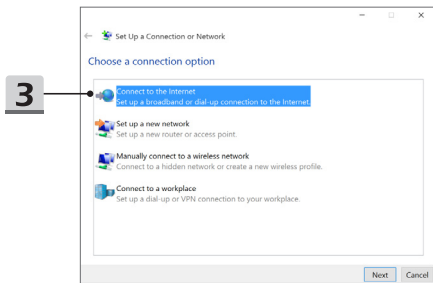 Set Up a Connection or Network
Choose a connection option
3
Connect to the Internet
Set up a broadband or dial-up connection to the Internet.
Set up a new network
Set up a new router or access point.
Manually connect to a wireless network
Connect to a hidden network or create a new wireless profile.
Connect to a workplace
Set up a dial-up or VPN connection to your workplace.
Next Cancel